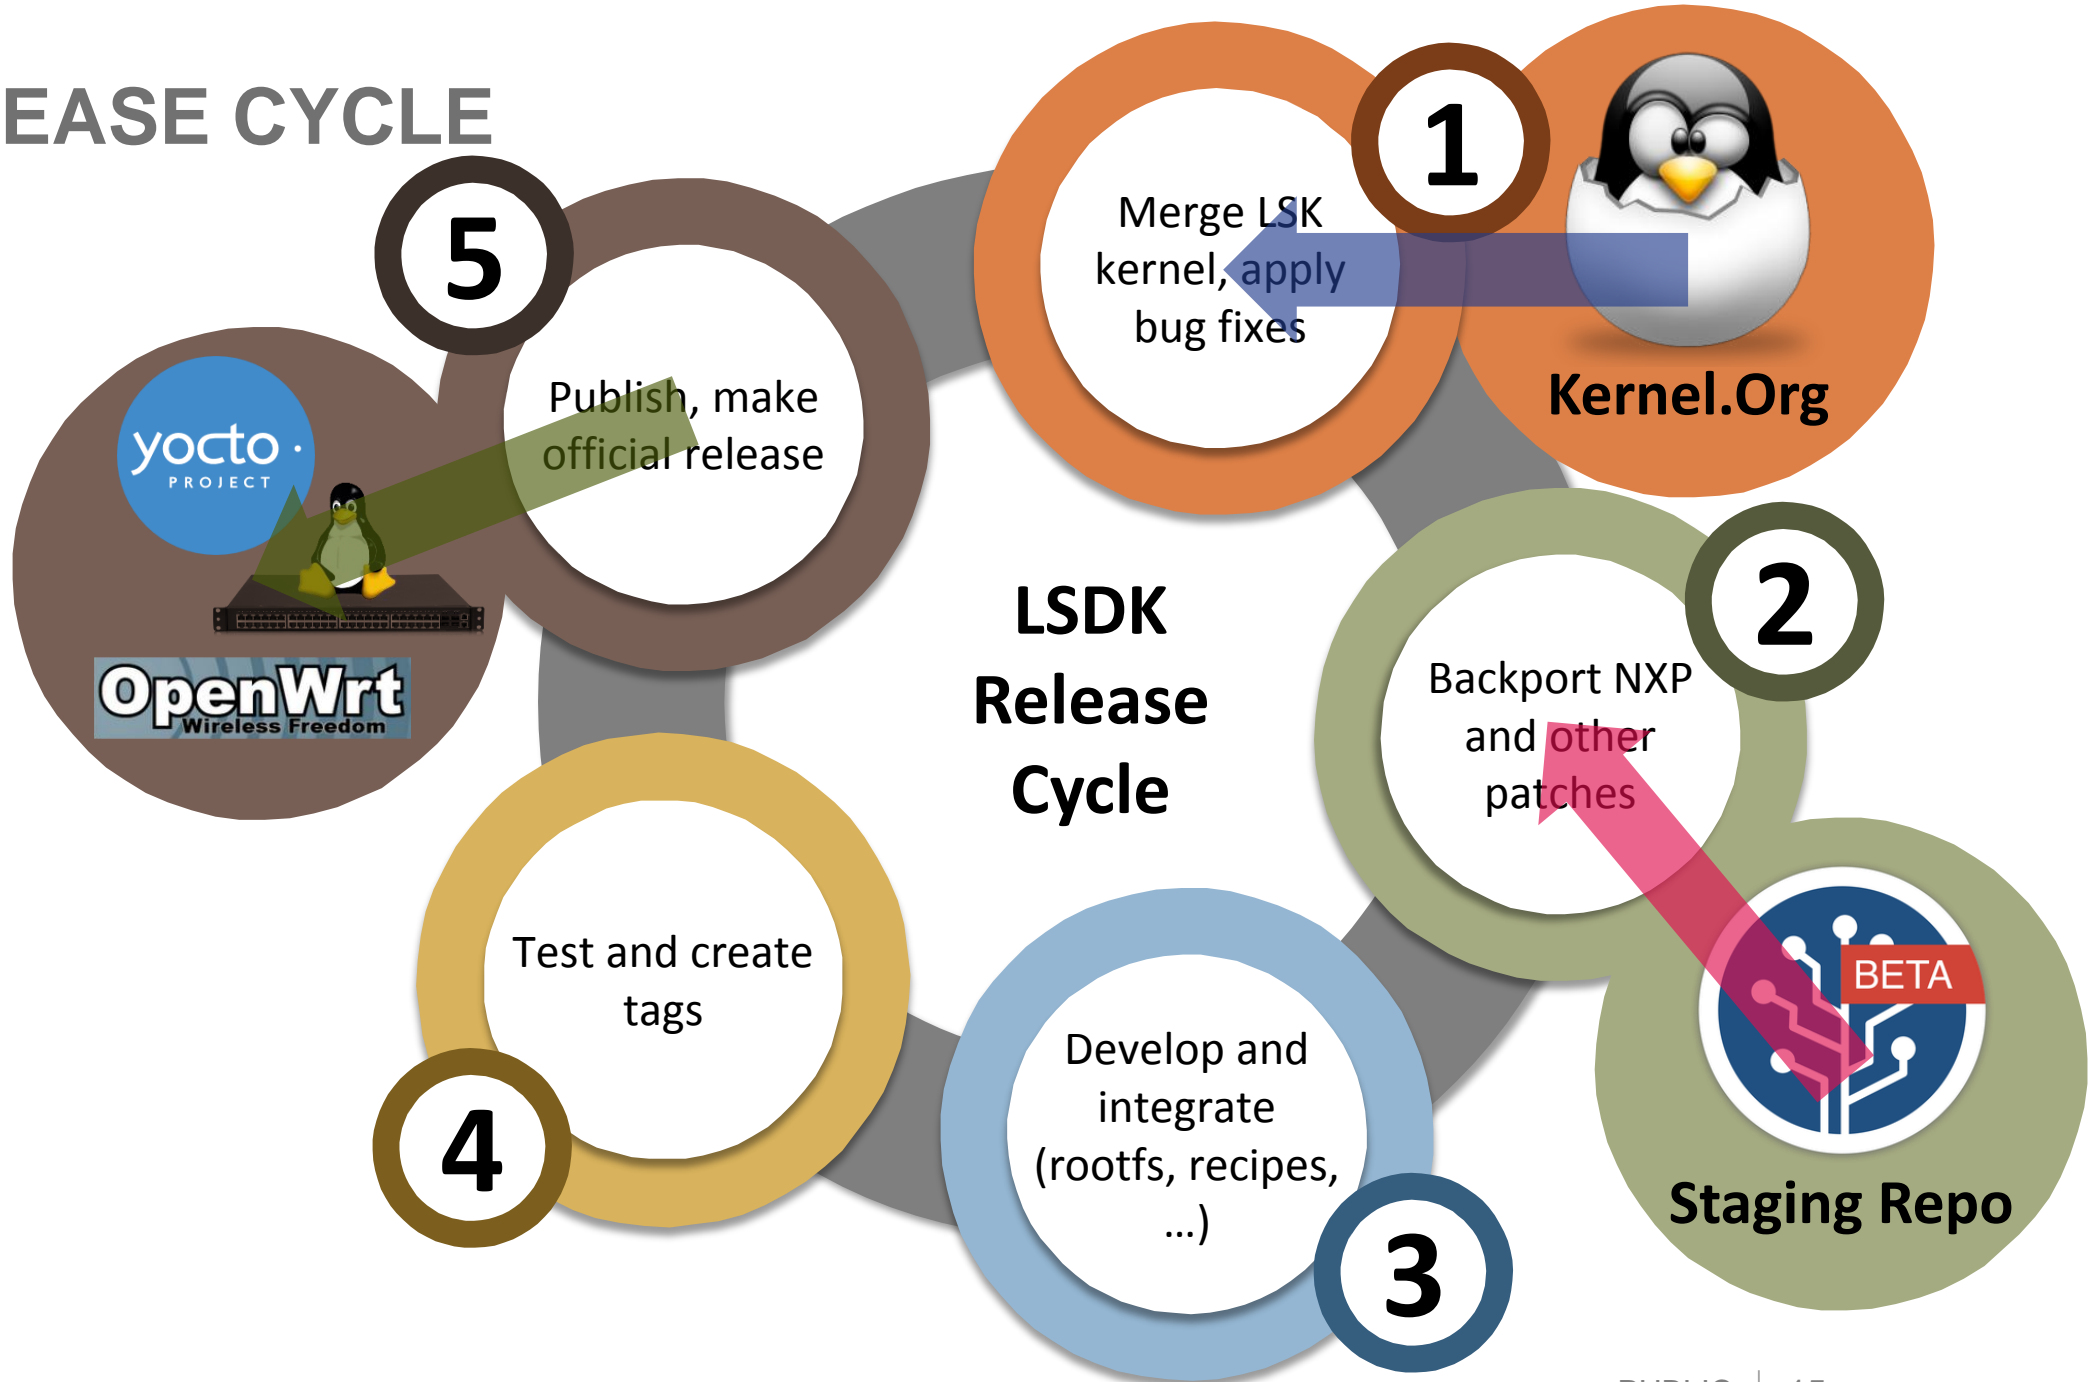 EASE CYCLE
1
Merge LSK
kernel, apply
bug fixes
Kernel.Org
2
Backport NXP
and other
patches
BETA
Staging Repo
3
Develop and
integrate
(rootfs, recipes,
...)
4
Test and create
tags
5
Publish, make
official release
yocto
PROJECT
OpenWrt
Wireless Freedom
LSDK
Release
Cycle